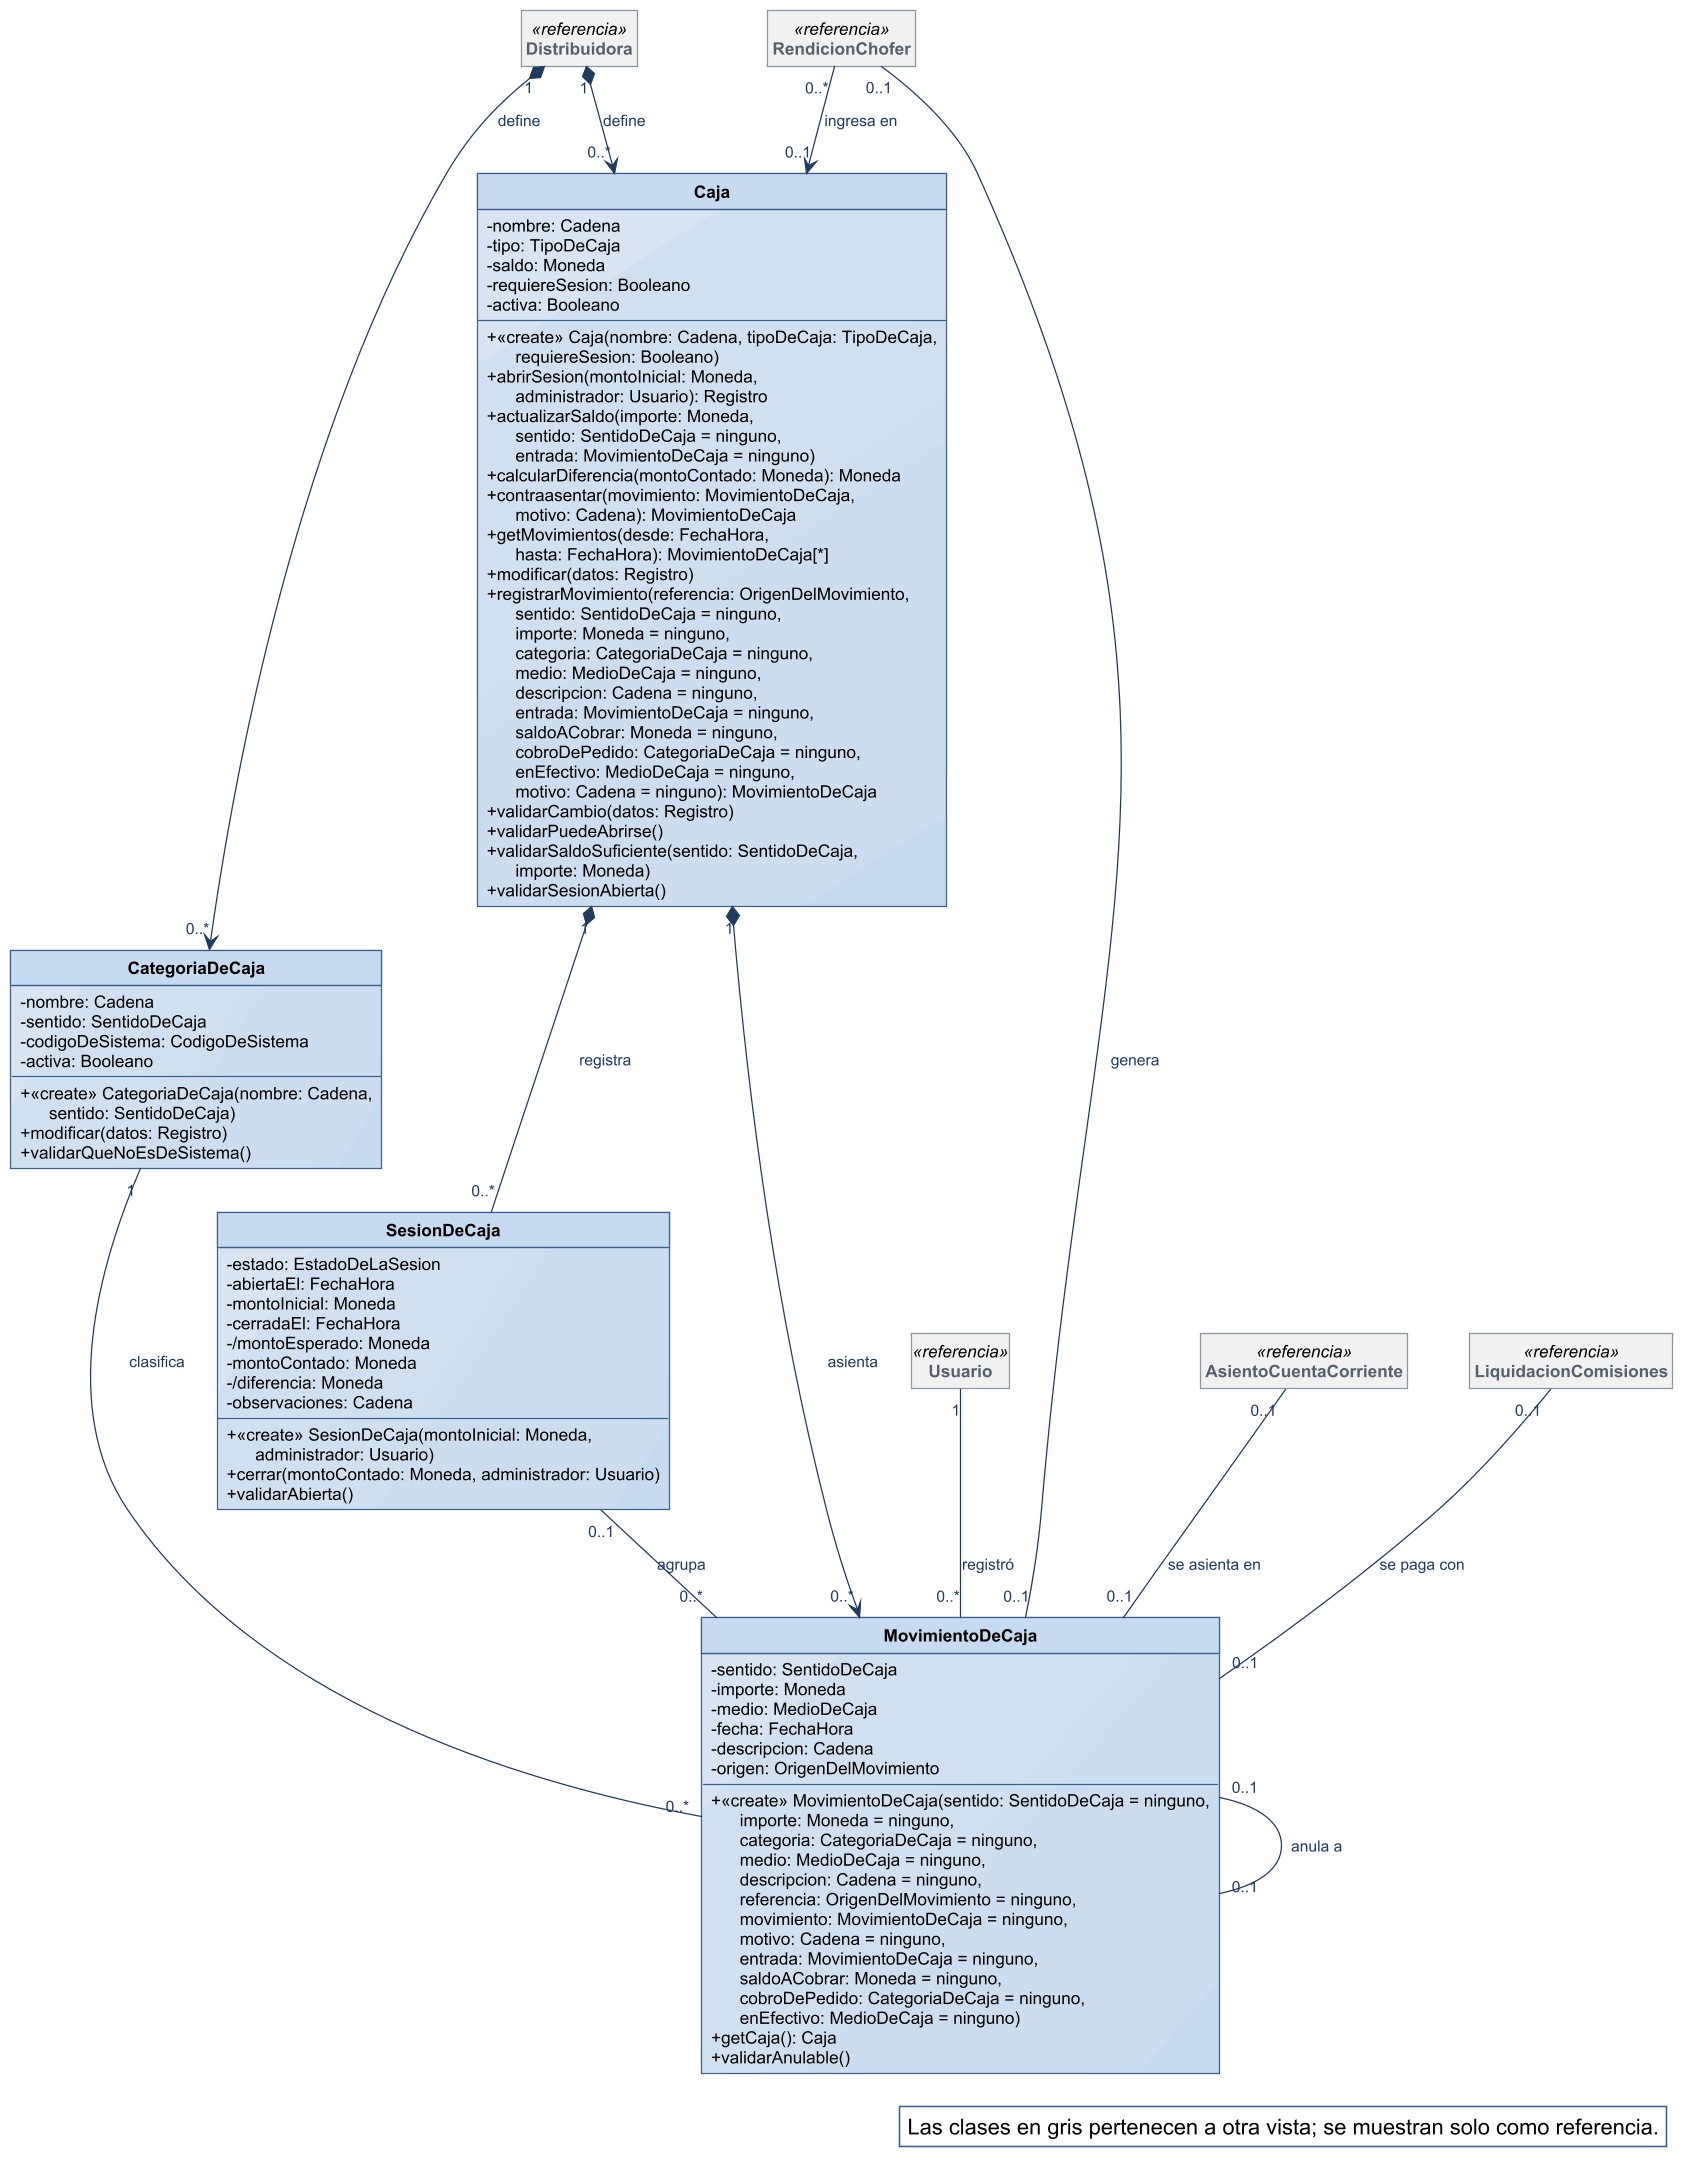 «referencia»
Distribuidora
«referencia»
RendicionChofer
1
1
0..*
0..1
define
define
ingresa en
0..*
0..1
Caja
-nombre: Cadena
-tipo: TipoDeCaja
-saldo: Moneda
-requiereSesion: Booleano
-activa: Booleano
+«create» Caja(nombre: Cadena, tipoDeCaja: TipoDeCaja,
requiereSesion: Booleano)
+abrirSesion(montoInicial: Moneda,
administrador: Usuario): Registro
+actualizarSaldo(importe: Moneda,
sentido: SentidoDeCaja = ninguno,
entrada: MovimientoDeCaja = ninguno)
+calcularDiferencia(montoContado: Moneda): Moneda
+contraasentar(movimiento: MovimientoDeCaja,
motivo: Cadena): MovimientoDeCaja
+getMovimientos(desde: FechaHora,
hasta: FechaHora): MovimientoDeCaja[*]
+modificar(datos: Registro)
+registrarMovimiento(referencia: OrigenDelMovimiento,
sentido: SentidoDeCaja = ninguno,
importe: Moneda = ninguno,
categoria: CategoriaDeCaja = ninguno,
medio: MedioDeCaja = ninguno,
descripcion: Cadena = ninguno,
entrada: MovimientoDeCaja = ninguno,
saldoACobrar: Moneda = ninguno,
cobroDePedido: CategoriaDeCaja = ninguno,
enEfectivo: MedioDeCaja = ninguno,
motivo: Cadena = ninguno): MovimientoDeCaja
+validarCambio(datos: Registro)
+validarPuedeAbrirse()
+validarSaldoSuficiente(sentido: SentidoDeCaja,
importe: Moneda)
+validarSesionAbierta()
0..*
1
1
CategoriaDeCaja
-nombre: Cadena
-sentido: SentidoDeCaja
-codigoDeSistema: CodigoDeSistema
-activa: Booleano
+«create» CategoriaDeCaja(nombre: Cadena,
sentido: SentidoDeCaja)
+modificar(datos: Registro)
+validarQueNoEsDeSistema()
registra
genera
1
0..*
SesionDeCaja
-estado: EstadoDeLaSesion
-abiertaEl: FechaHora
-montoInicial: Moneda
-cerradaEl: FechaHora
-/montoEsperado: Moneda
-montoContado: Moneda
-/diferencia: Moneda
-observaciones: Cadena
+«create» SesionDeCaja(montoInicial: Moneda,
administrador: Usuario)
+cerrar(montoContado: Moneda, administrador: Usuario)
+validarAbierta()
clasifica
asienta
«referencia»
Usuario
«referencia»
AsientoCuentaCorriente
«referencia»
LiquidacionComisiones
1
0..1
0..1
0..1
agrupa
registró
se asienta en
se paga con
0..*
0..*
0..*
0..1
0..1
0..1
MovimientoDeCaja
-sentido: SentidoDeCaja
-importe: Moneda
-medio: MedioDeCaja
-fecha: FechaHora
-descripcion: Cadena
-origen: OrigenDelMovimiento
+«create» MovimientoDeCaja(sentido: SentidoDeCaja = ninguno,
importe: Moneda = ninguno,
categoria: CategoriaDeCaja = ninguno,
medio: MedioDeCaja = ninguno,
descripcion: Cadena = ninguno,
referencia: OrigenDelMovimiento = ninguno,
movimiento: MovimientoDeCaja = ninguno,
motivo: Cadena = ninguno,
entrada: MovimientoDeCaja = ninguno,
saldoACobrar: Moneda = ninguno,
cobroDePedido: CategoriaDeCaja = ninguno,
enEfectivo: MedioDeCaja = ninguno)
+getCaja(): Caja
+validarAnulable()
0..*
0..1
anula a
0..1
Las clases en gris pertenecen a otra vista; se muestran solo como referencia.